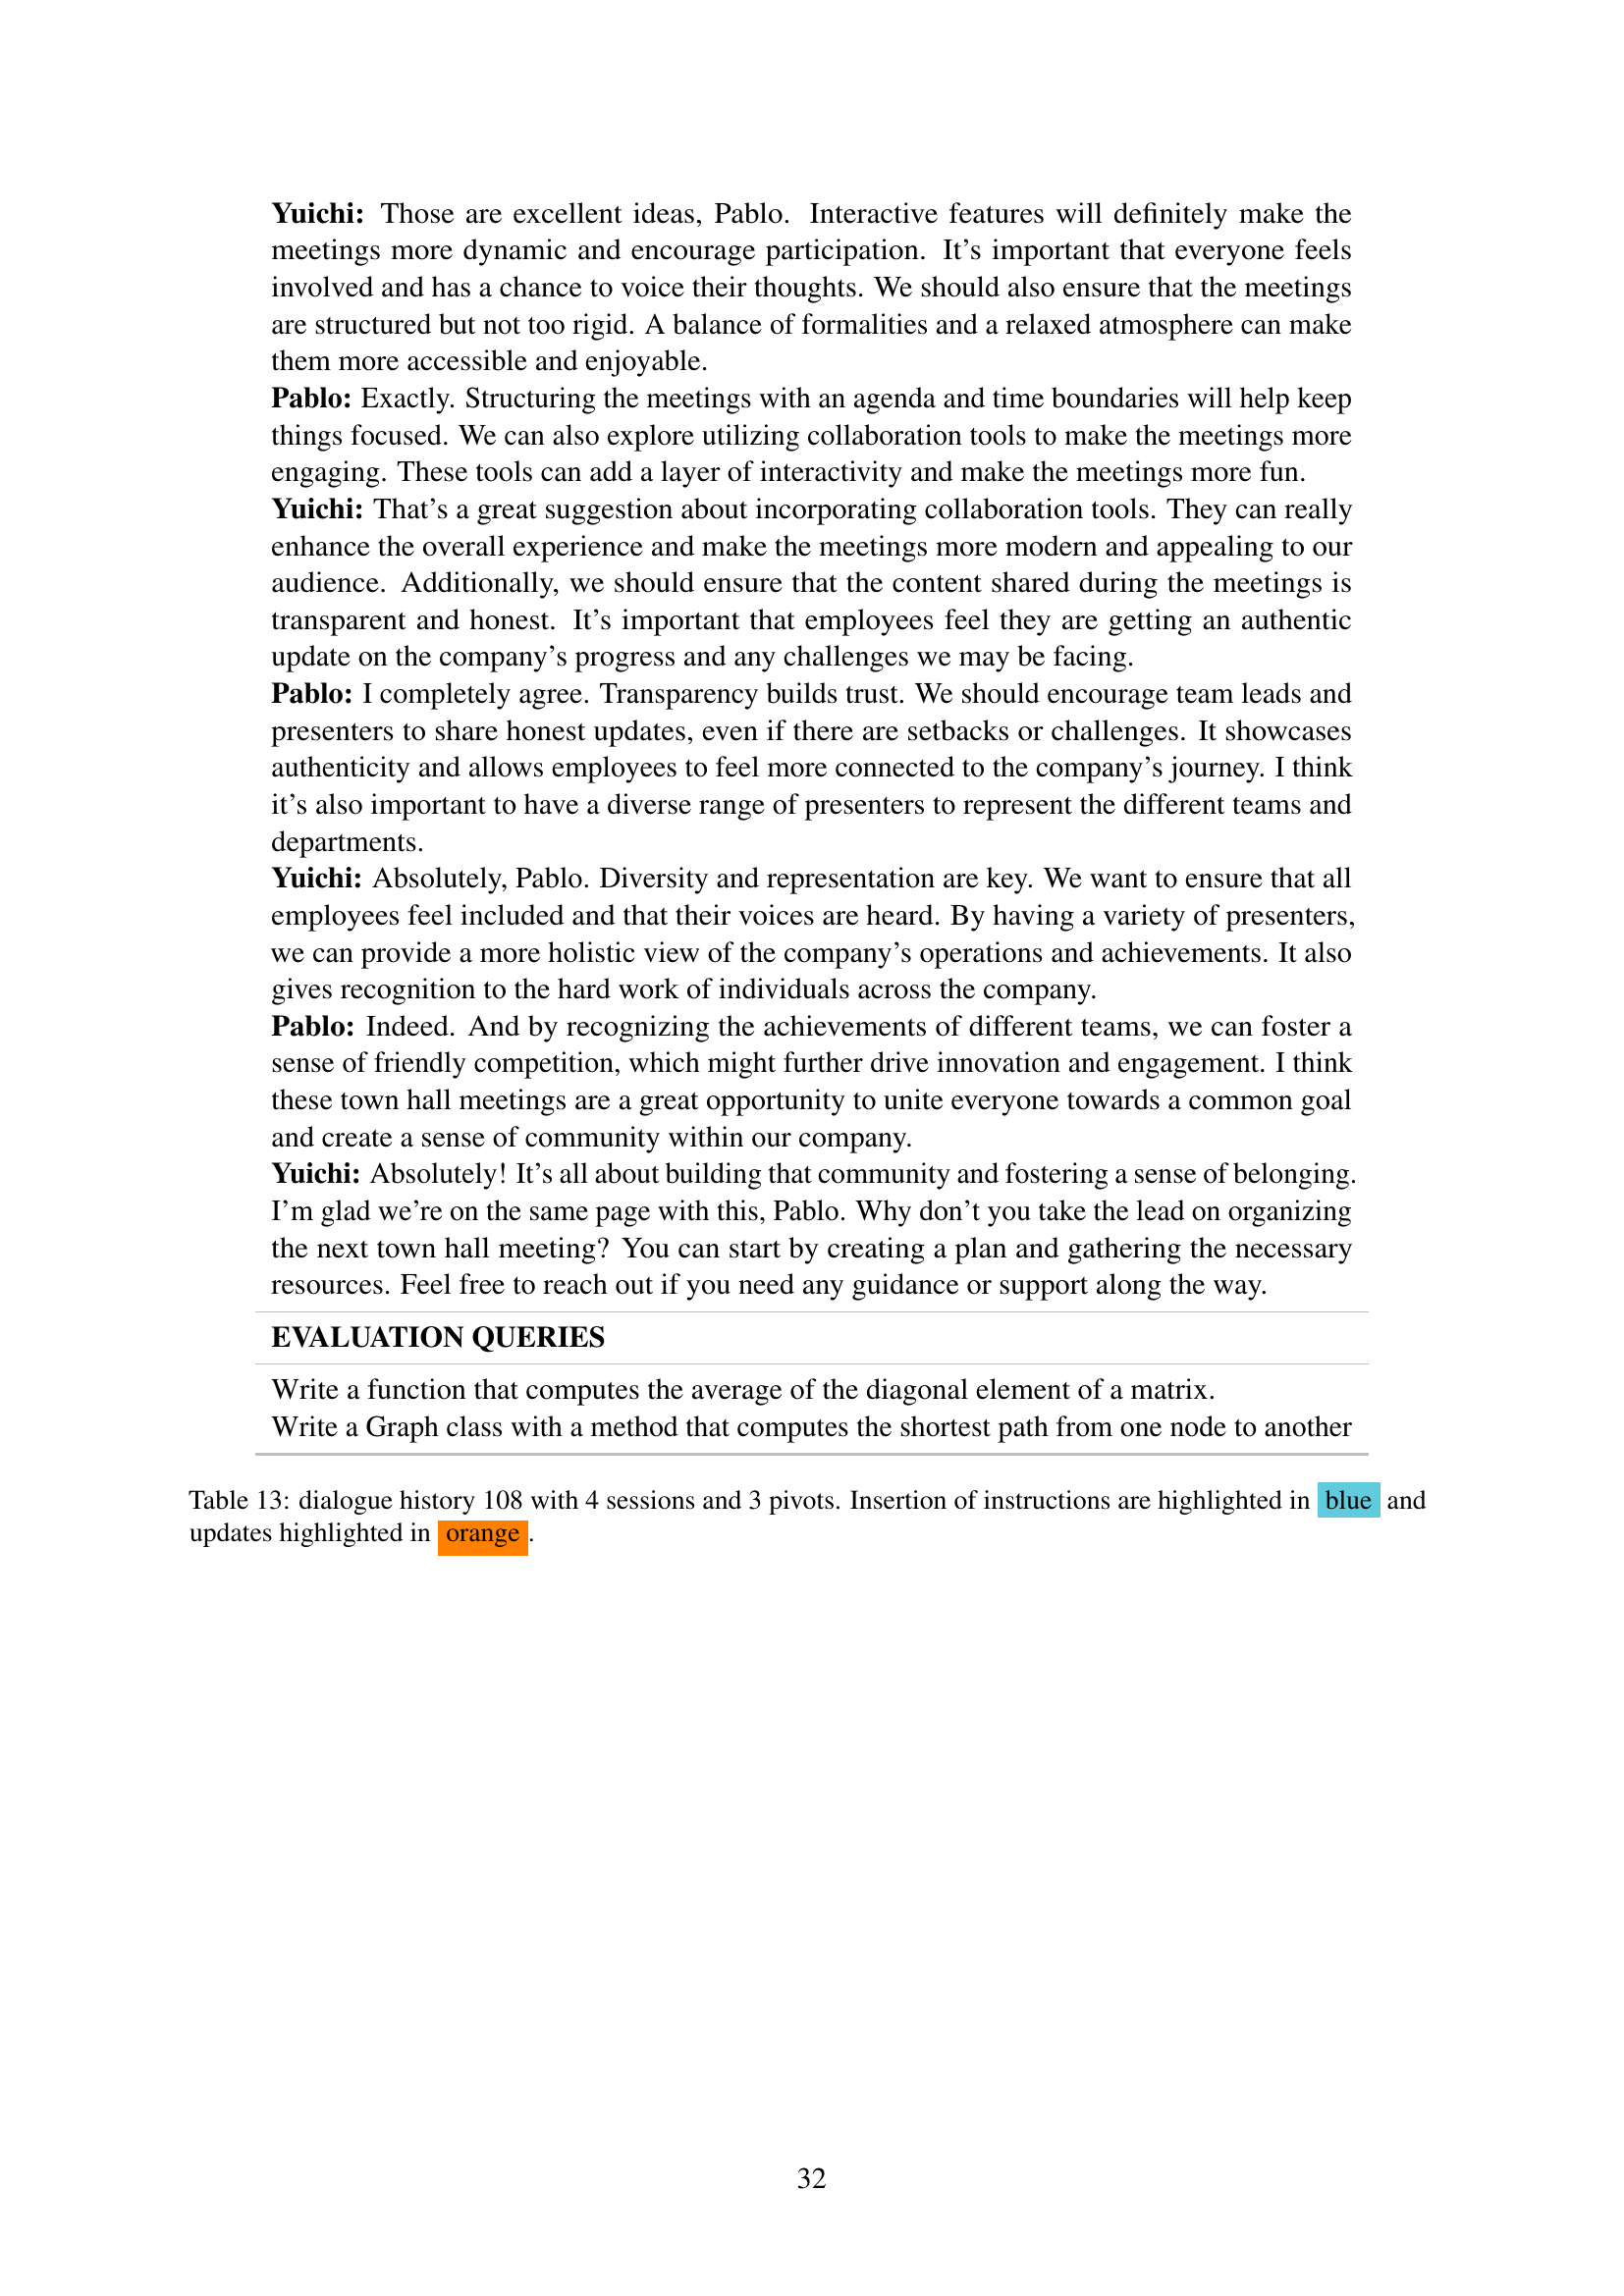 Yuichi: Those are excellent ideas, Pablo. Interactive features will definitely make the
meetings more dynamic and encourage participation. It's important that everyone feels
involved and has a chance to voice their thoughts. We should also ensure that the meetings
are structured but not too rigid. A balance of formalities and a relaxed atmosphere can make
them more accessible and enjoyable.
Pablo: Exactly. Structuring the meetings with an agenda and time boundaries will help keep
things focused. We can also explore utilizing collaboration tools to make the meetings more
engaging. These tools can add a layer of interactivity and make the meetings more fun.
Yuichi: That's a great suggestion about incorporating collaboration tools. They can really
enhance the overall experience and make the meetings more modern and appealing to our
audience. Additionally, we should ensure that the content shared during the meetings is
transparent and honest. It's important that employees feel they are getting an authentic
update on the company's progress and any challenges we may be facing.
Pablo: I completely agree. Transparency builds trust. We should encourage team leads and
presenters to share honest updates, even if there are setbacks or challenges. It showcases
authenticity and allows employees to feel more connected to the company's journey. I think
it's also important to have a diverse range of presenters to represent the different teams and
departments.
Yuichi: Absolutely, Pablo. Diversity and representation are key. We want to ensure that all
employees feel included and that their voices are heard. By having a variety of presenters,
we can provide a more holistic view of the company's operations and achievements. It also
gives recognition to the hard work of individuals across the company.
Pablo: Indeed. And by recognizing the achievements of different teams, we can foster a
sense of friendly competition, which might further drive innovation and engagement. I think
these town hall meetings are a great opportunity to unite everyone towards a common goal
and create a sense of community within our company.
Yuichi: Absolutely! It's all about building that community and fostering a sense of belonging.
I'm glad we're on the same page with this, Pablo. Why don't you take the lead on organizing
the next town hall meeting? You can start by creating a plan and gathering the necessary
resources. Feel free to reach out if you need any guidance or support along the way.
EVALUATION QUERIES
Write a function that computes the average of the diagonal element of a matrix.
Write a Graph class with a method that computes the shortest path from one node to another
Table 13: dialogue history 108 with 4 sessions and 3 pivots. Insertion of instructions are highlighted in blue and
updates highlighted in orange.
32